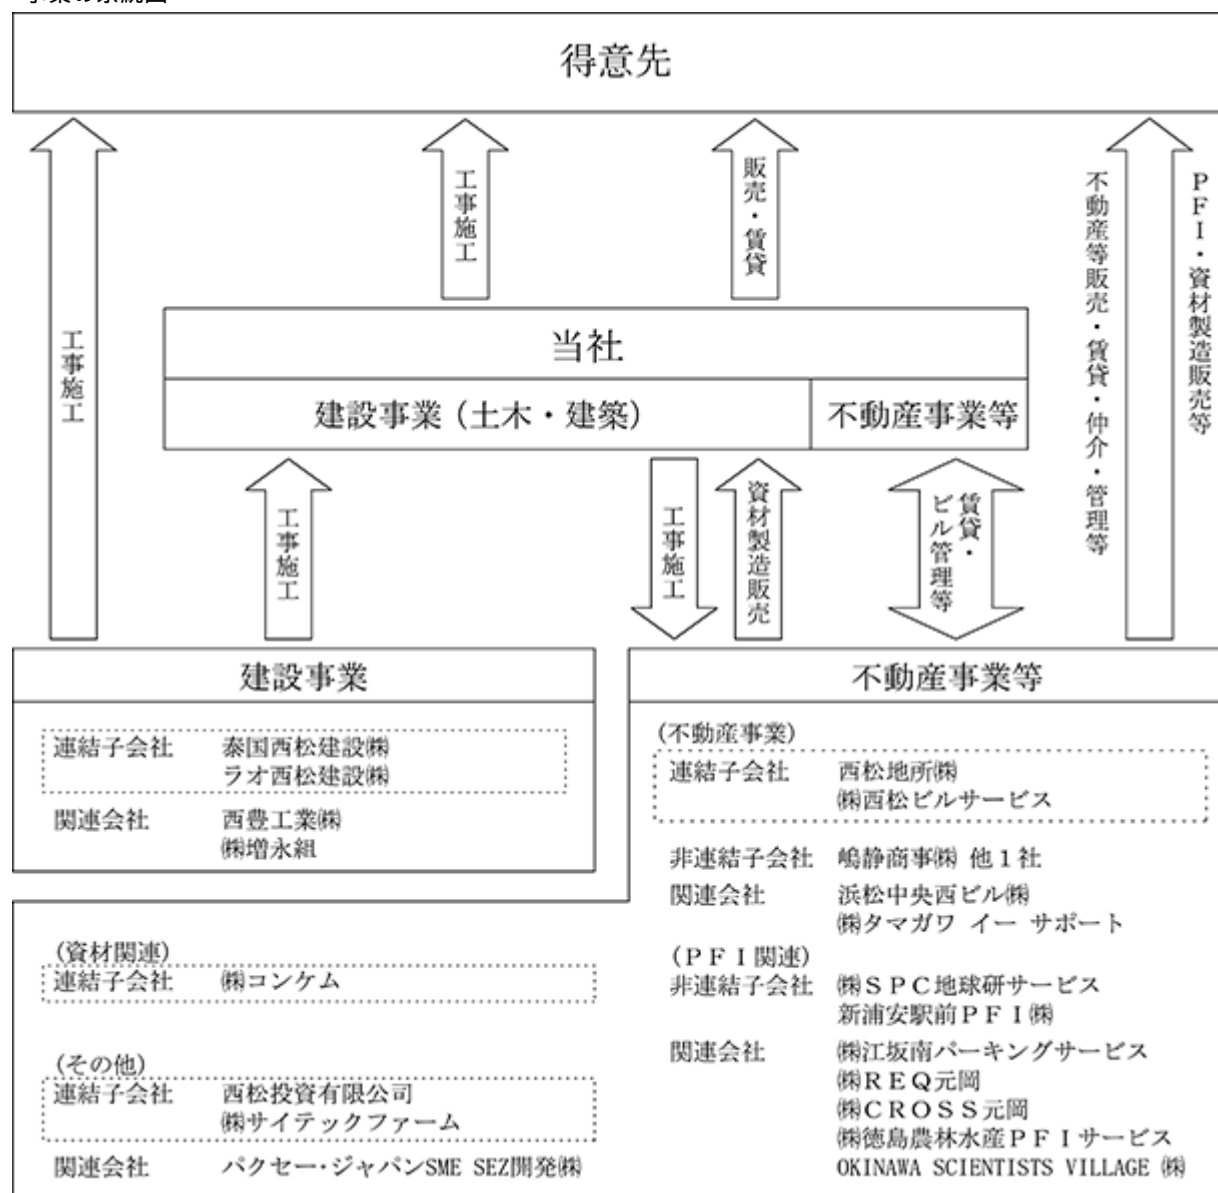 得意先
工事施工
工事施工
販売・賃貸
不動産等販売・賃貸・仲介・管理等
ＰＦＩ・資材製造販売等
当社
建設事業（土木・建築）
不動産事業等
工事施工
工事施工
資材製造販売
賃貸・
ビル管理等
建設事業
連結子会社 泰国西松建設㈱
ラオ西松建設㈱
関連会社 西豊工業㈱
㈱増永組
不動産事業等
(不動産事業)
連結子会社 西松地所㈱
㈱西松ビルサービス
非連結子会社 嶋静商事㈱ 他１社
関連会社 浜松中央西ビル㈱
㈱タマガワ イー サポート
(ＰＦＩ関連)
非連結子会社 ㈱ＳＰＣ地球研サービス
新浦安駅前ＰＦＩ㈱
関連会社 ㈱江坂南パーキングサービス
㈱ＲＥＱ元岡
㈱ＣＲＯＳＳ元岡
㈱徳島農林水産ＰＦＩサービス
OKINAWA SCIENTISTS VILLAGE ㈱
(資材関連)
連結子会社 ㈱コンケム
(その他)
連結子会社 西松投資有限公司
㈱サイテックファーム
関連会社 パクセー･ジャパンSME SEZ開発㈱